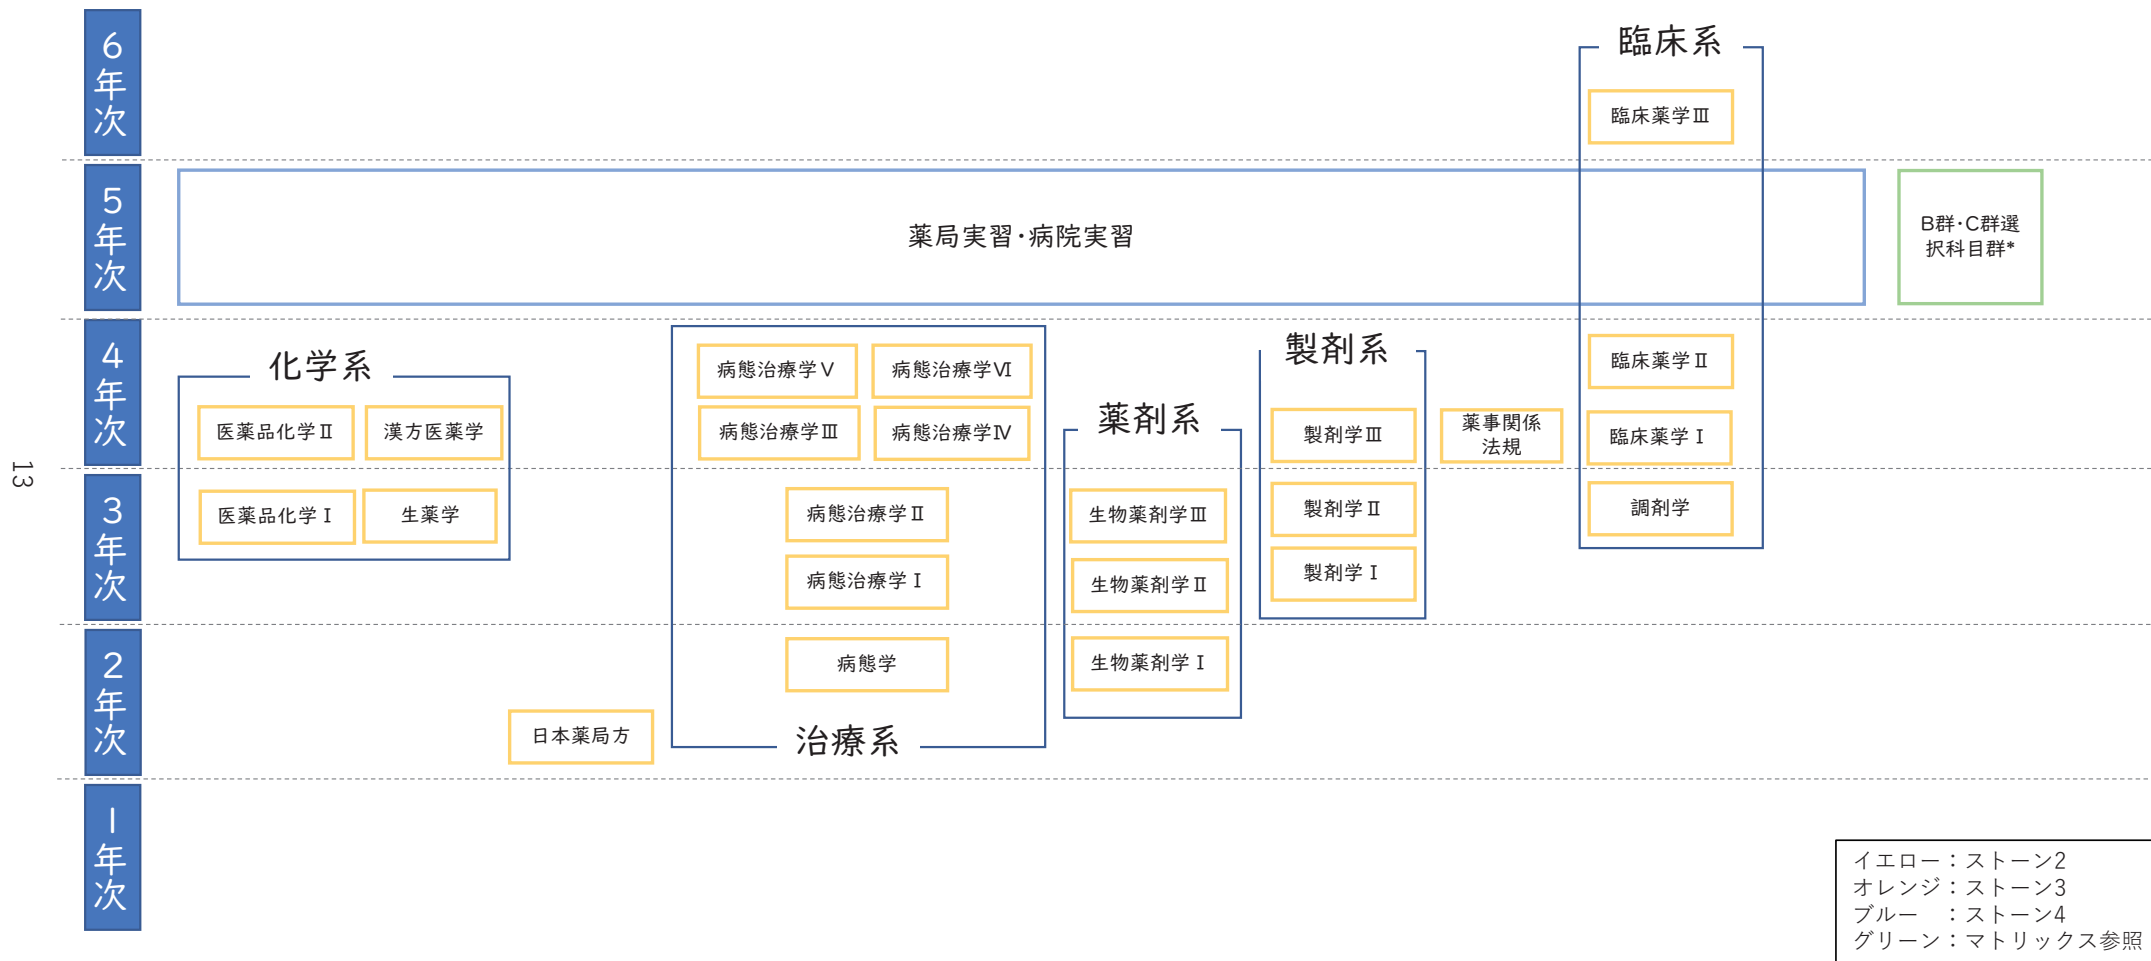 6年次
臨床系
臨床薬学Ⅲ
5年次
薬局実習・病院実習
B群・C群選
択科目群*
4年次
化学系
医薬品化学Ⅱ
漢方医薬学
病態治療学Ⅴ
病態治療学Ⅵ
病態治療学Ⅲ
病態治療学Ⅳ
薬剤系
製剤系
製剤学Ⅲ
薬事関係
法規
臨床薬学Ⅱ
臨床薬学Ⅰ
13
3年次
医薬品化学Ⅰ
生薬学
病態治療学Ⅱ
病態治療学Ⅰ
生物薬剤学Ⅲ
生物薬剤学Ⅱ
製剤学Ⅱ
製剤学Ⅰ
調剤学
2年次
病態学
生物薬剤学Ⅰ
日本薬局方
治療系
1年次
イエロー：ストーン2
オレンジ：ストーン3
ブルー　：ストーン4
グリーン：マトリックス参照